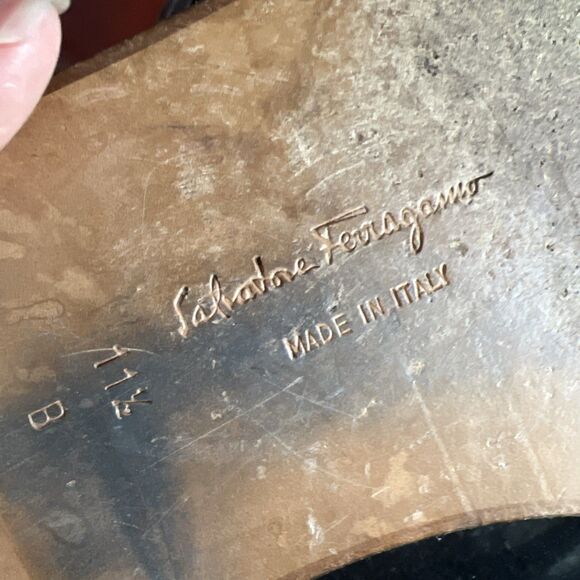 Salvatore Ferragamo
MADE IN ITALY
11½
B